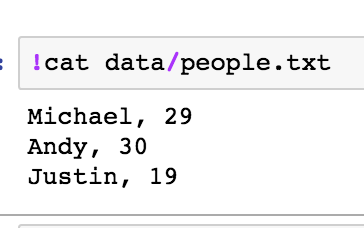 !cat data/people.txt
Michael, 29
Andy, 30
Justin, 19